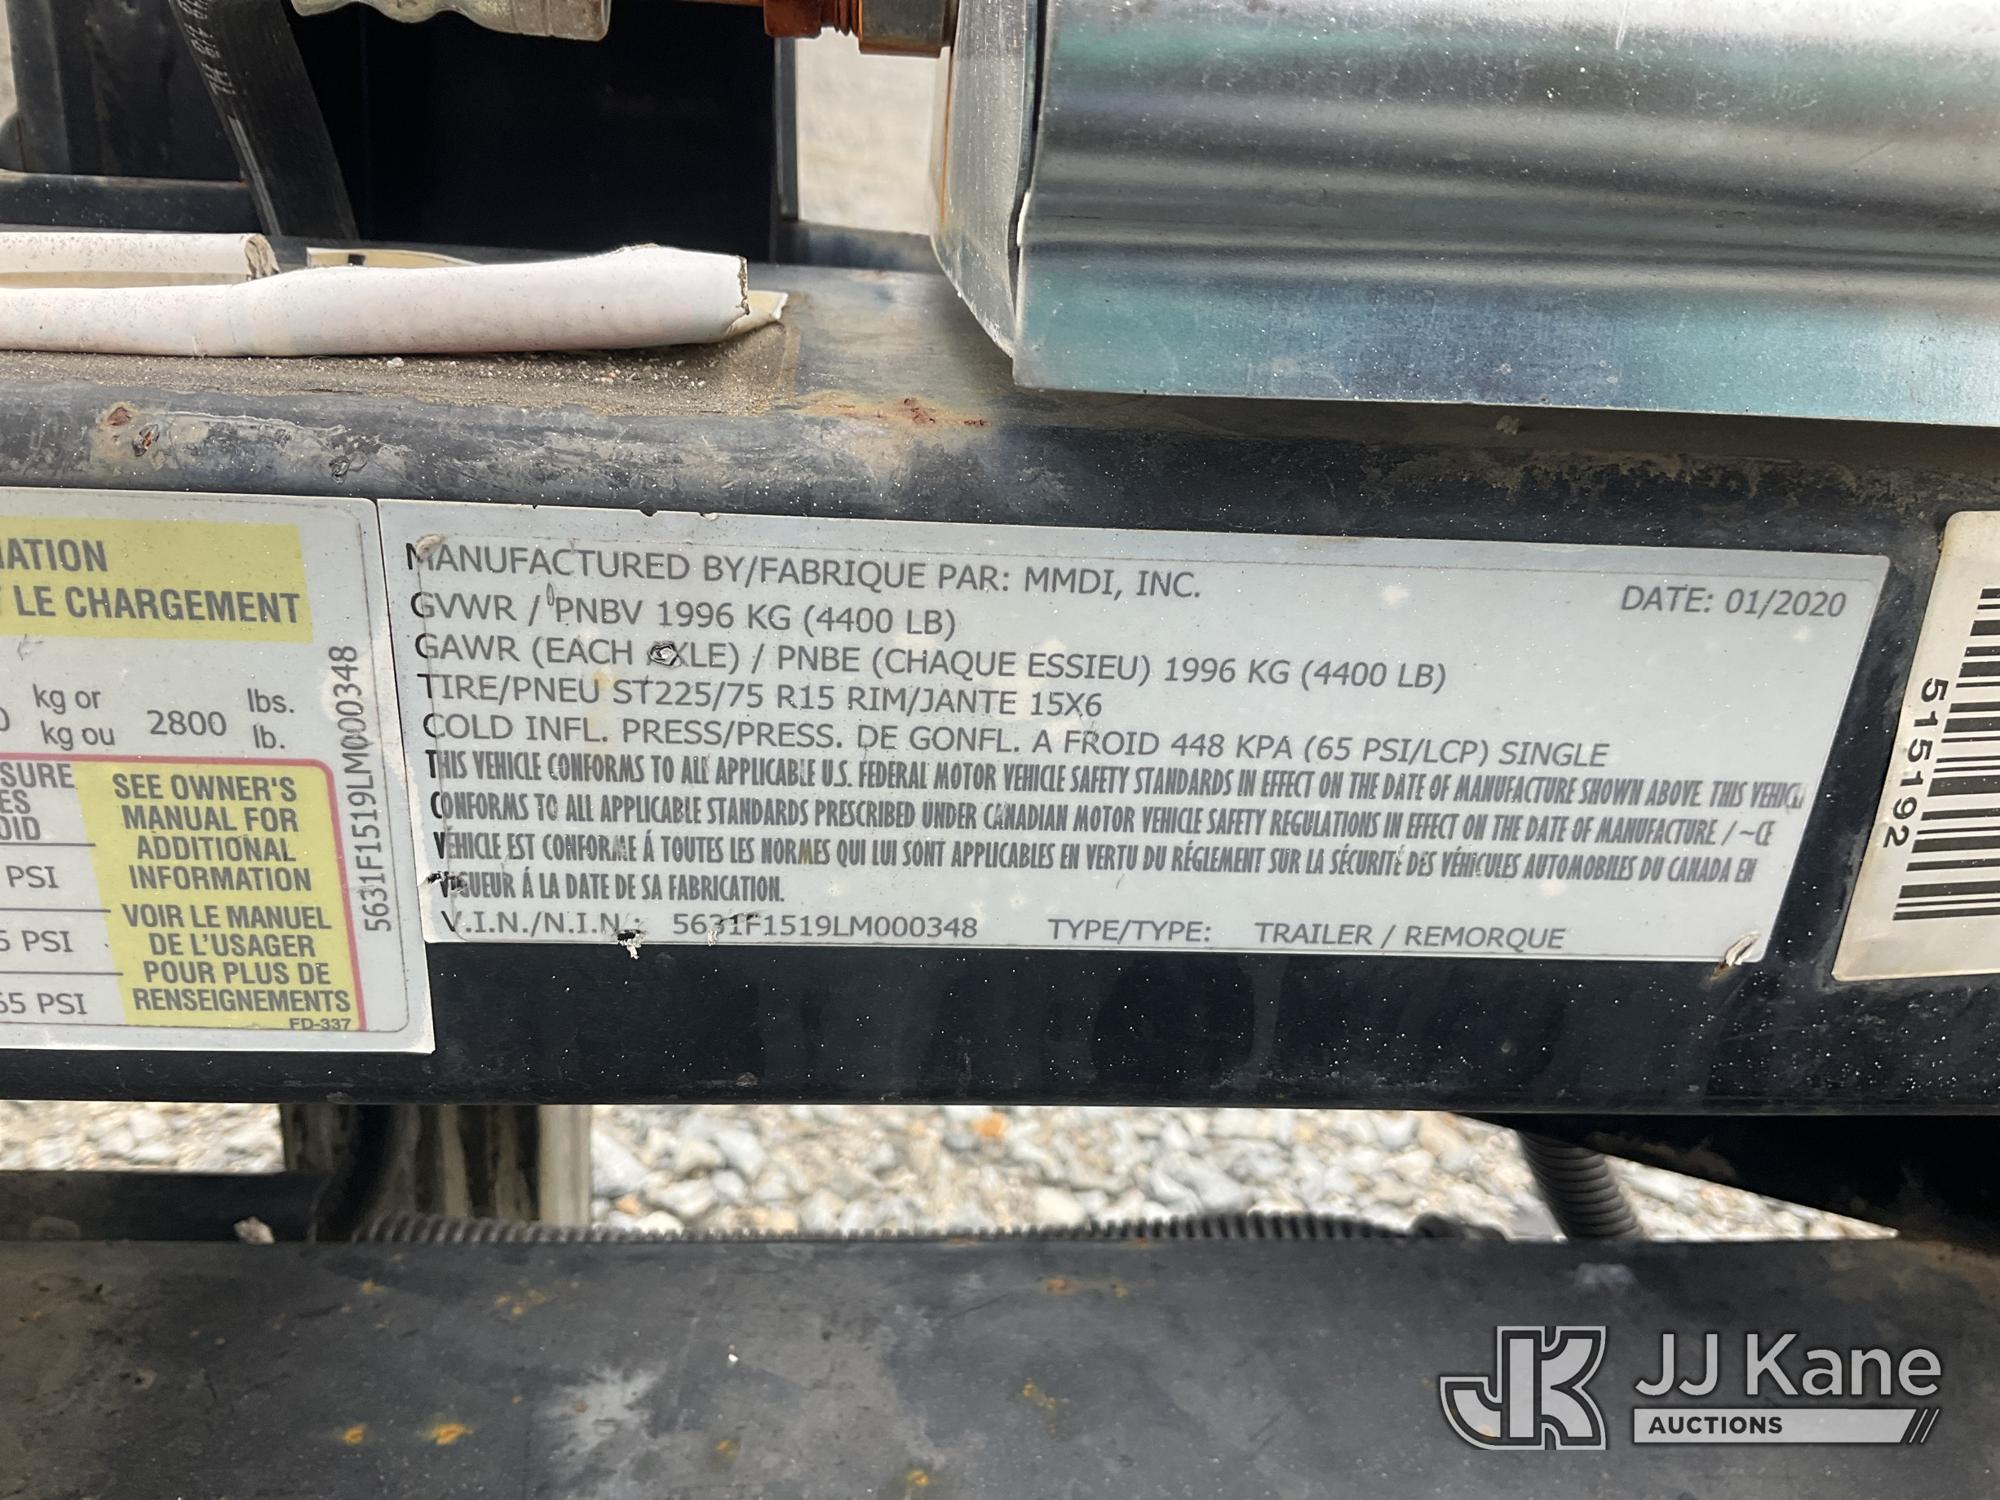 MATION
ET LE CHARGEMENT
kg or 2800 lbs.
kg ou lb.
SEE OWNER'S
MANUAL FOR
ADDITIONAL
INFORMATION
VOIR LE MANUEL
DE L'USAGER
POUR PLUS DE
RENSEIGNEMENTS
FD-337
PSI
PSI
65 PSI
5631F1519LM000348
MANUFACTURED BY/FABRIQUE PAR: MMDI, INC.
DATE: 01/2020
GVWR / PNBV 1996 KG (4400 LB)
GAWR (EACH AXLE) / PNBE (CHAQUE ESSIEU) 1996 KG (4400 LB)
TIRE/PNEU ST225/75 R15 RIM/JANTE 15X6
COLD INFL. PRESS/PRESS. DE GONFL. A FROID 448 KPA (65 PSI/LCP) SINGLE
THIS VEHICLE CONFORMS TO ALL APPLICABLE U.S. FEDERAL MOTOR VEHICLE SAFETY STANDARDS IN EFFECT ON THE DATE OF MANUFACTURE SHOWN ABOVE. THIS VEHICLE
CONFORMS TO ALL APPLICABLE STANDARDS PRESCRIBED UNDER CANADIAN MOTOR VEHICLE SAFETY REGULATIONS IN EFFECT ON THE DATE OF MANUFACTURE / ~CE
VÉHICLE EST CONFORME Á TOUTES LES NORMES QUI LUI SONT APPLICABLES EN VERTU DU RÉGLEMENT SUR LA SÉCURITÉ DES VÉHICULES AUTOMOBILES DU CANADA EN
VIGUEUR Á LA DATE DE SA FABRICATION.
V.I.N./N.I.N.: 5631F1519LM000348 TYPE/TYPE: TRAILER / REMORQUE
515192
JJ Kane
AUCTIONS